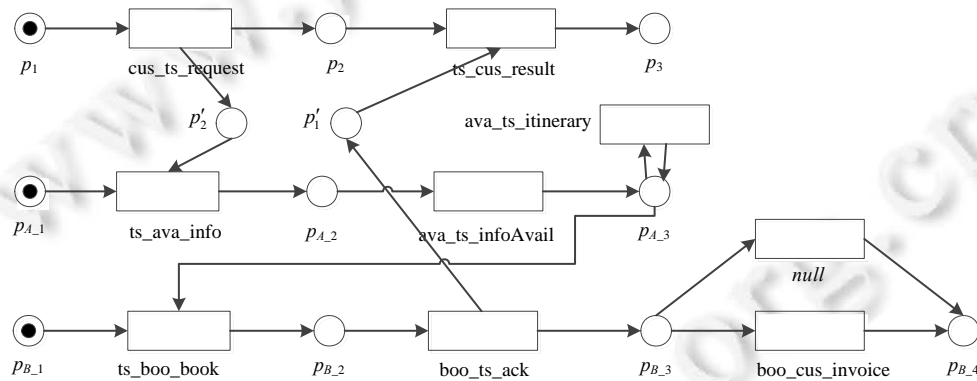 p1 cus_ts_request p2 ts_cus_result p3
p′2 p′1 ava_ts_itinerary
pA_1 ts_ava_info pA_2 ava_ts_infoAvail pA_3
null
pB_1 ts_boo_book pB_2 boo_ts_ack pB_3 boo_cus_invoice pB_4